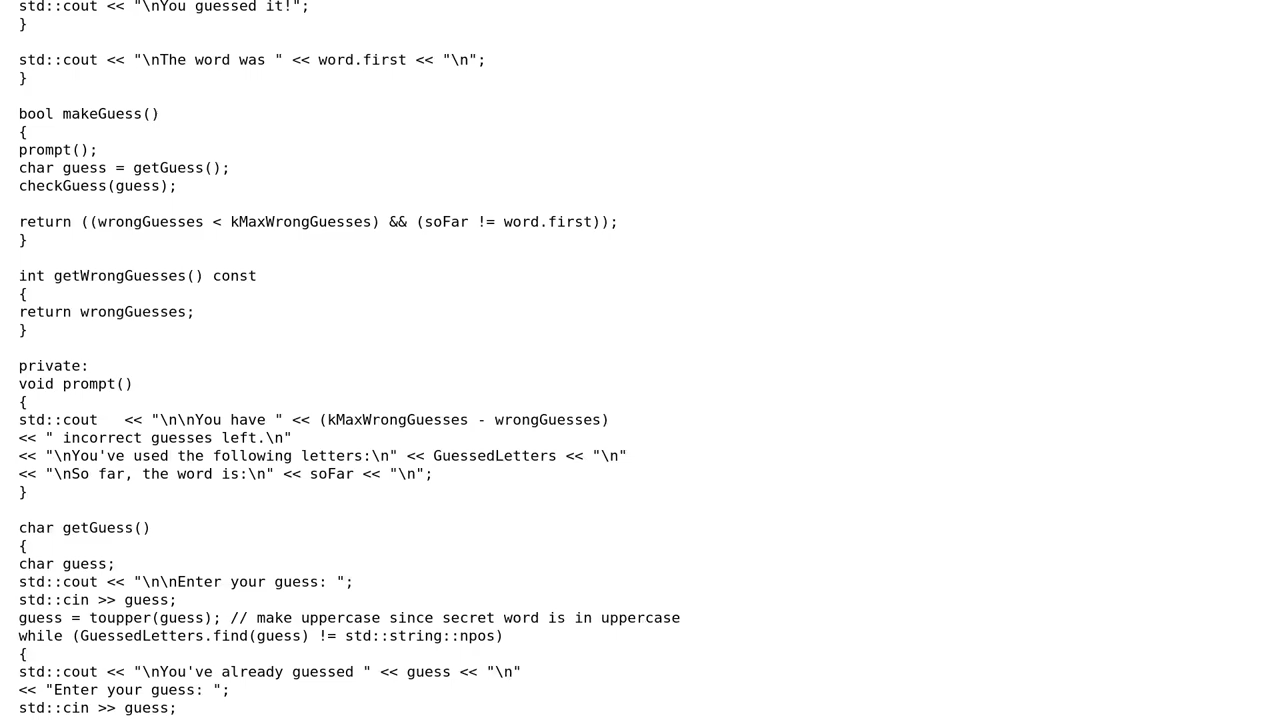 std::cout << "\nYou guessed it!";
}

std::cout << "\nThe word was " << word.first << "\n";
}

bool makeGuess()
{
prompt();
char guess = getGuess();
checkGuess(guess);

return ((wrongGuesses < kMaxWrongGuesses) && (soFar != word.first));
}

int getWrongGuesses() const
{
return wrongGuesses;
}

private:
void prompt()
{
std::cout   << "\n\nYou have " << (kMaxWrongGuesses - wrongGuesses)
<< " incorrect guesses left.\n"
<< "\nYou've used the following letters:\n" << GuessedLetters << "\n"
<< "\nSo far, the word is:\n" << soFar << "\n";
}

char getGuess()
{
char guess;
std::cout << "\n\nEnter your guess: ";
std::cin >> guess;
guess = toupper(guess); // make uppercase since secret word is in uppercase
while (GuessedLetters.find(guess) != std::string::npos)
{
std::cout << "\nYou've already guessed " << guess << "\n"
<< "Enter your guess: ";
std::cin >> guess;